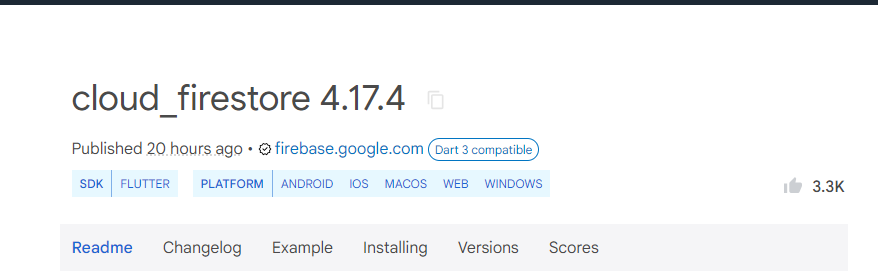 cloud_firestore 4.17.4
Published 20 hours ago • firebase.google.com Dart 3 compatible
SDK FLUTTER PLATFORM ANDROID IOS MACOS WEB WINDOWS
3.3K
Readme Changelog Example Installing Versions Scores